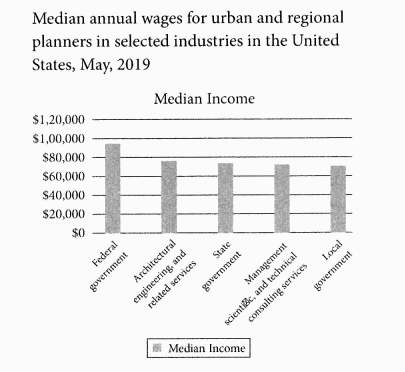 Median annual wages for urban and regional
planners in selected industries in the United
States, May, 2019
Median Income
$1,20,000
$1,00,000
$80,000
$60,000
$40,000
$20,000
$0
Federal
government
Architectural
engineering, and
related services
State
government
Management
scientific, and technical
consulting services
Local
government
Median Income